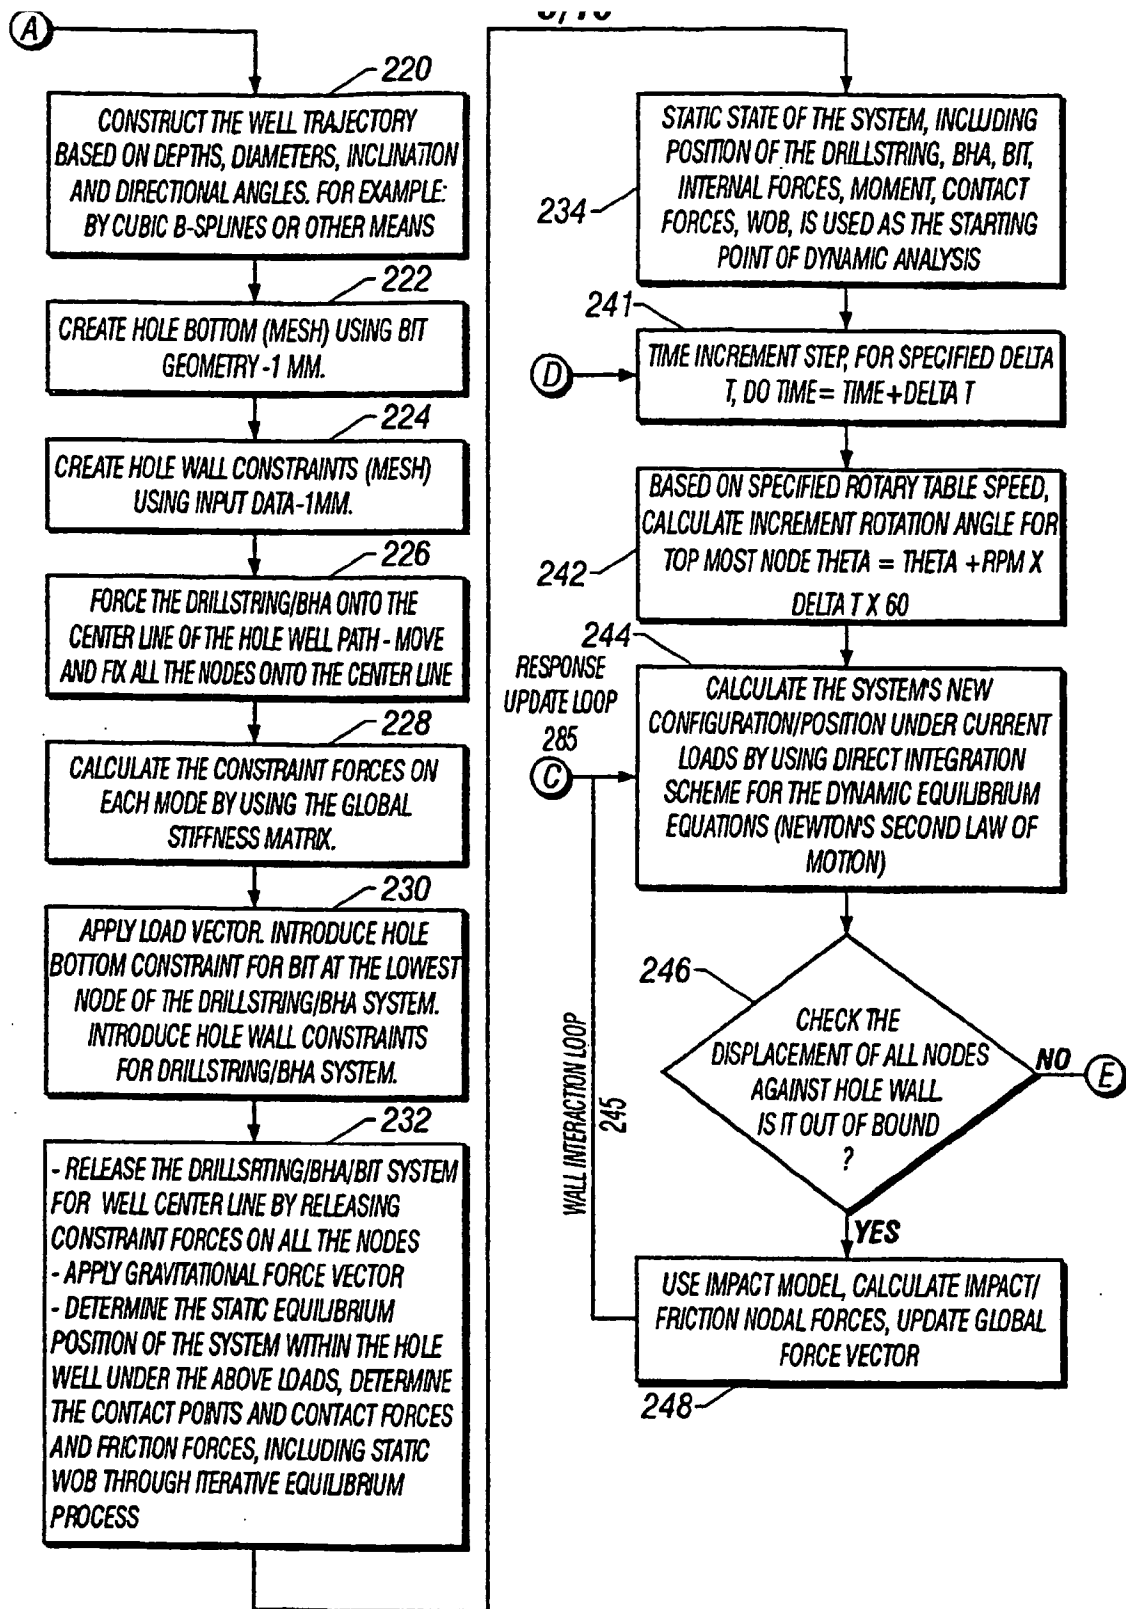 A
220
CONSTRUCT THE WELL TRAJECTORY
BASED ON DEPTHS, DIAMETERS, INCLINATION
AND DIRECTIONAL ANGLES. FOR EXAMPLE:
BY CUBIC B-SPLINES OR OTHER MEANS
222
CREATE HOLE BOTTOM (MESH) USING BIT
GEOMETRY -1 MM.
224
CREATE HOLE WALL CONSTRAINTS (MESH)
USING INPUT DATA-1MM.
226
FORCE THE DRILLSTRING/BHA ONTO THE
CENTER LINE OF THE HOLE WELL PATH - MOVE
AND FIX ALL THE NODES ONTO THE CENTER LINE
228
CALCULATE THE CONSTRAINT FORCES ON
EACH MODE BY USING THE GLOBAL
STIFFNESS MATRIX.
230
APPLY LOAD VECTOR. INTRODUCE HOLE
BOTTOM CONSTRAINT FOR BIT AT THE LOWEST
NODE OF THE DRILLSTRING/BHA SYSTEM.
INTRODUCE HOLE WALL CONSTRAINTS
FOR DRILLSTRING/BHA SYSTEM.
232
- RELEASE THE DRILLSRTING/BHA/BIT SYSTEM
FOR WELL CENTER LINE BY RELEASING
CONSTRAINT FORCES ON ALL THE NODES
- APPLY GRAVITATIONAL FORCE VECTOR
- DETERMINE THE STATIC EQUILIBRIUM
POSITION OF THE SYSTEM WITHIN THE HOLE
WELL UNDER THE ABOVE LOADS, DETERMINE
THE CONTACT POINTS AND CONTACT FORCES
AND FRICTION FORCES, INCLUDING STATIC
WOB THROUGH ITERATIVE EQUILIBRIUM
PROCESS
234
STATIC STATE OF THE SYSTEM, INCLUDING
POSITION OF THE DRILLSTRING, BHA, BIT,
INTERNAL FORCES, MOMENT, CONTACT
FORCES, WOB, IS USED AS THE STARTING
POINT OF DYNAMIC ANALYSIS
241
D
TIME INCREMENT STEP, FOR SPECIFIED DELTA
T, DO TIME = TIME+DELTA T
242
BASED ON SPECIFIED ROTARY TABLE SPEED,
CALCULATE INCREMENT ROTATION ANGLE FOR
TOP MOST NODE THETA = THETA +RPM X
DELTA T X 60
244
RESPONSE
UPDATE LOOP
285
C
CALCULATE THE SYSTEM'S NEW
CONFIGURATION/POSITION UNDER CURRENT
LOADS BY USING DIRECT INTEGRATION
SCHEME FOR THE DYNAMIC EQUILIBRIUM
EQUATIONS (NEWTON'S SECOND LAW OF
MOTION)
WALL INTERACTION LOOP
245
246
CHECK THE
DISPLACEMENT OF ALL NODES
AGAINST HOLE WALL
IS IT OUT OF BOUND
?
NO
E
YES
USE IMPACT MODEL, CALCULATE IMPACT/
FRICTION NODAL FORCES, UPDATE GLOBAL
FORCE VECTOR
248